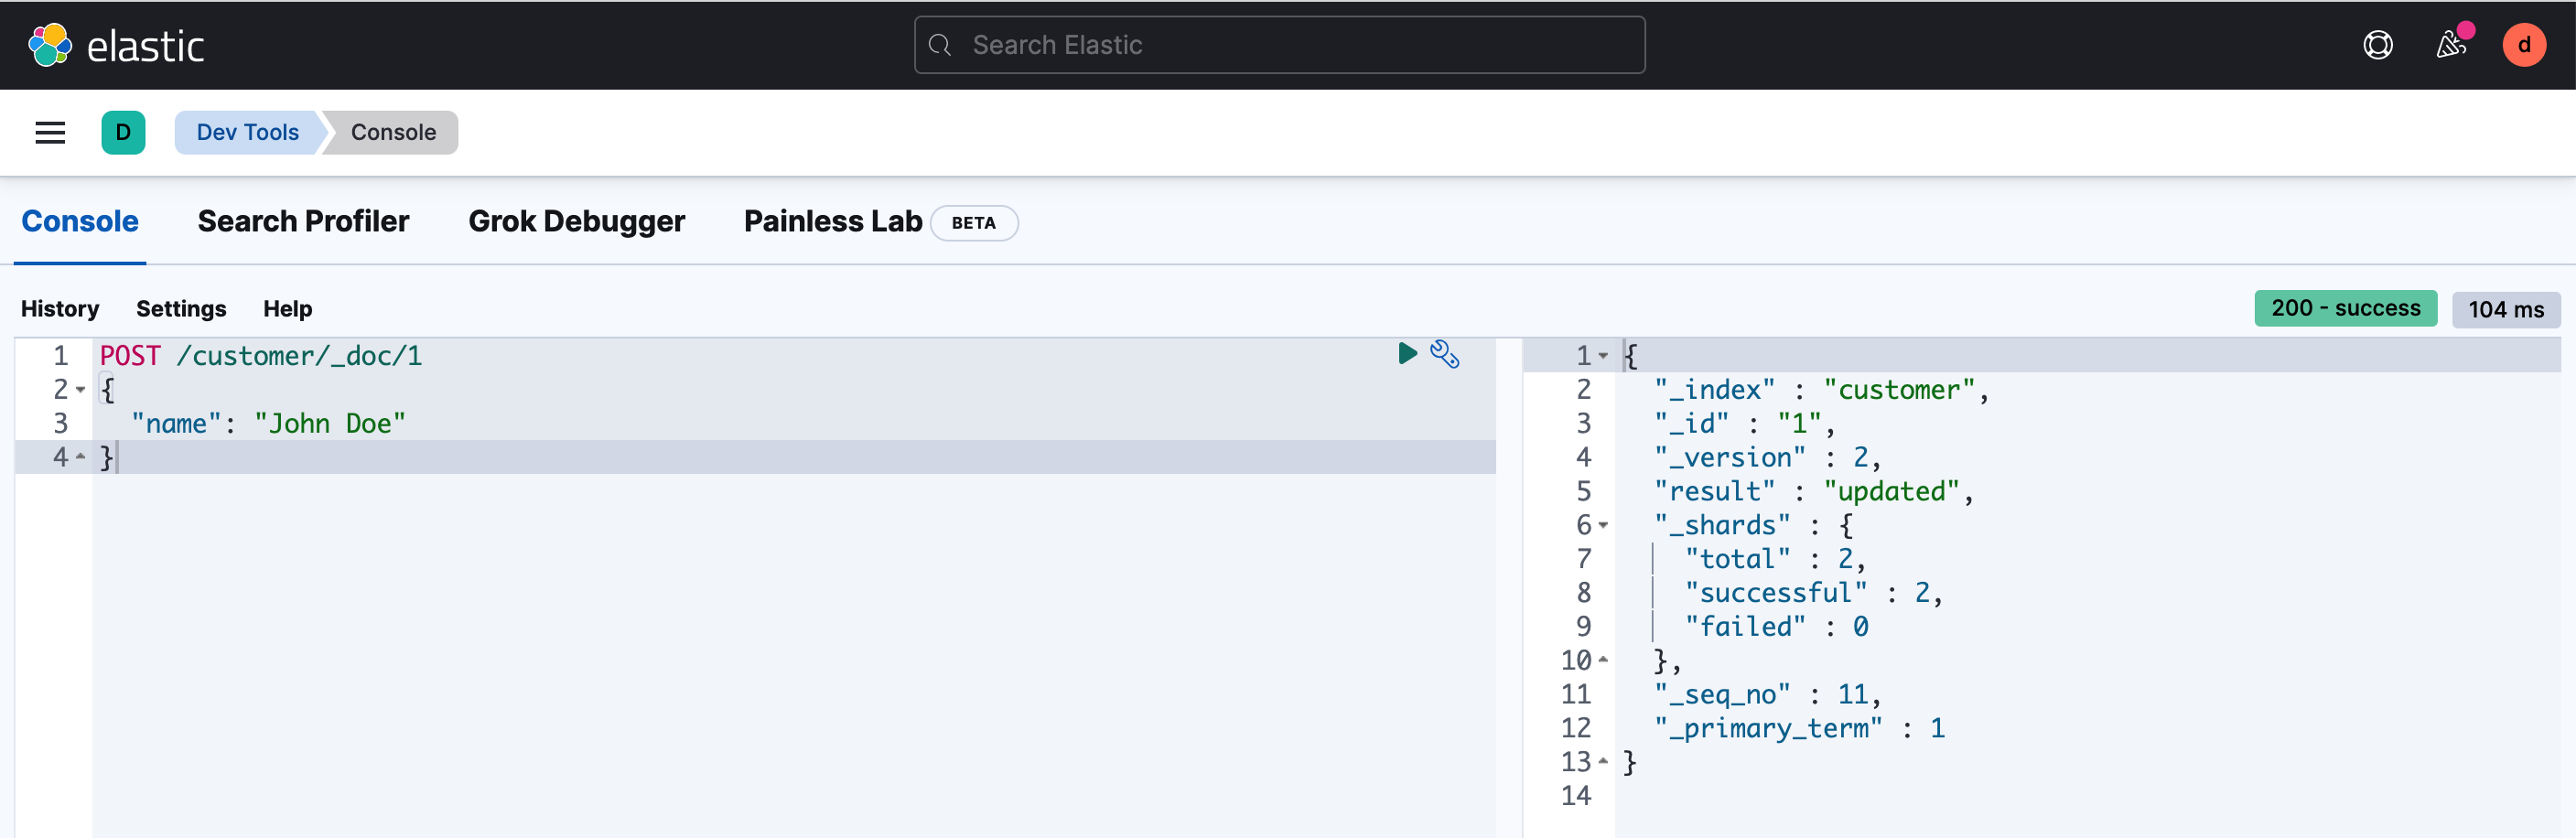 elastic
Search Elastic
d
D
Dev Tools
Console
Console
Search Profiler
Grok Debugger
Painless Lab
BETA
History
Settings
Help
200 - success
104 ms
1 POST /customer/_doc/1
2 {
3   "name": "John Doe"
4 }
1 {
2   "_index" : "customer",
3   "_id" : "1",
4   "_version" : 2,
5   "result" : "updated",
6   "_shards" : {
7     "total" : 2,
8     "successful" : 2,
9     "failed" : 0
10   },
11   "_seq_no" : 11,
12   "_primary_term" : 1
13 }
14